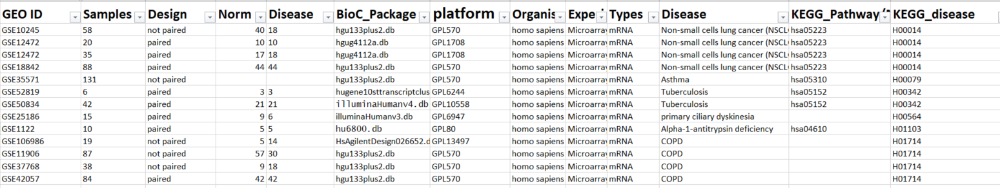 GEO ID Samples Design Norm Disease BioC_Package platform Organis Exper Types Disease KEGG_Pathway/ KEGG_disease
GSE10245 58 not paired 40 18 hgu133plus2.db GPL570 homo sapiens Microarray mRNA Non-small cells lung cancer (NSCL hsa05223 H00014
GSE12472 20 paired 10 10 hgug4112a.db GPL1708 homo sapiens Microarray mRNA Non-small cells lung cancer (NSCL hsa05223 H00014
GSE12472 35 paired 17 18 hgug4112a.db GPL1708 homo sapiens Microarray mRNA Non-small cells lung cancer (NSCL hsa05223 H00014
GSE18842 88 paired 44 44 hgu133plus2.db GPL570 homo sapiens Microarray mRNA Non-small cells lung cancer (NSCL hsa05223 H00014
GSE35571 131 not paired hgu133plus2.db GPL570 homo sapiens Microarray mRNA Asthma hsa05310 H00079
GSE52819 6 paired 3 3 hugene10sttranscriptclus GPL6244 homo sapiens Microarray mRNA Tuberculosis hsa05152 H00342
GSE50834 42 paired 21 21 illuminaHumanv4.db GPL10558 homo sapiens Microarray mRNA Tuberculosis hsa05152 H00342
GSE25186 15 paired 9 6 illuminaHumanv3.db GPL6947 homo sapiens Microarray mRNA primary ciliary dyskinesia H00564
GSE1122 10 paired 5 5 hu6800.db GPL80 homo sapiens Microarray mRNA Alpha-1-antitrypsin deficiency hsa04610 H01103
GSE106986 19 not paired 5 14 HsAgilentDesign026652.d GPL13497 homo sapiens Microarray mRNA COPD H01714
GSE11906 87 not paired 57 30 hgu133plus2.db GPL570 homo sapiens Microarray mRNA COPD H01714
GSE37768 38 not paired 9 18 hgu133plus2.db GPL570 homo sapiens Microarray mRNA COPD H01714
GSE42057 84 paired 42 42 hgu133plus2.db GPL570 homo sapiens Microarray mRNA COPD H01714